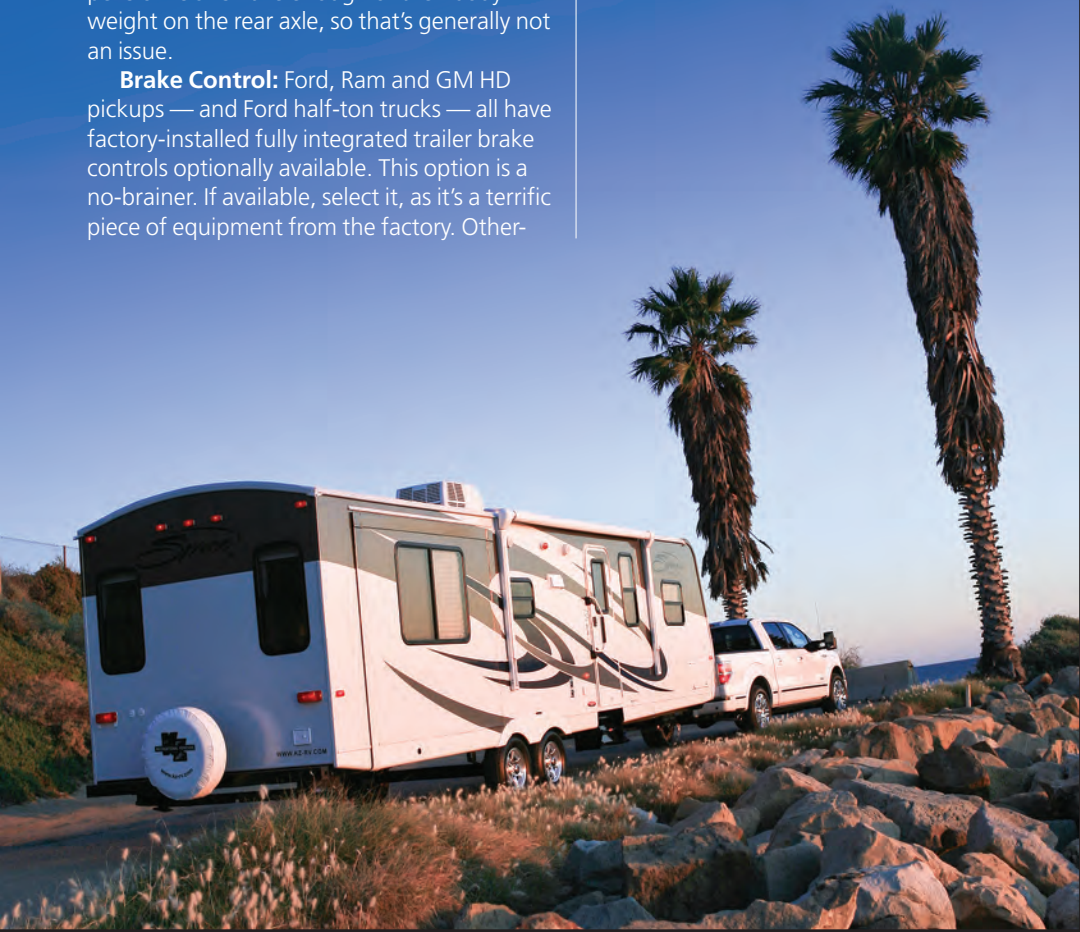 weight on the rear axle, so that’s generally not
an issue.
Brake Control: Ford, Ram and GM HD
pickups — and Ford half-ton trucks — all have
factory-installed fully integrated trailer brake
controls optionally available. This option is a
no-brainer. If available, select it, as it’s a terrific
piece of equipment from the factory. Other-
Spree
KZ
WWW.KZ-RV.COM